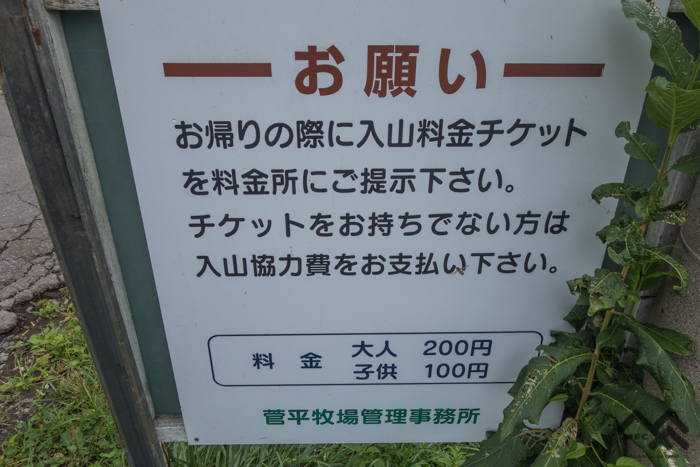 お願い
お帰りの際に入山料金チケット
を料金所にご提示下さい。
チケットをお持ちでない方は
入山協力費をお支払い下さい。
料金 大人 200円
子供 100円
菅平牧場管理事務所